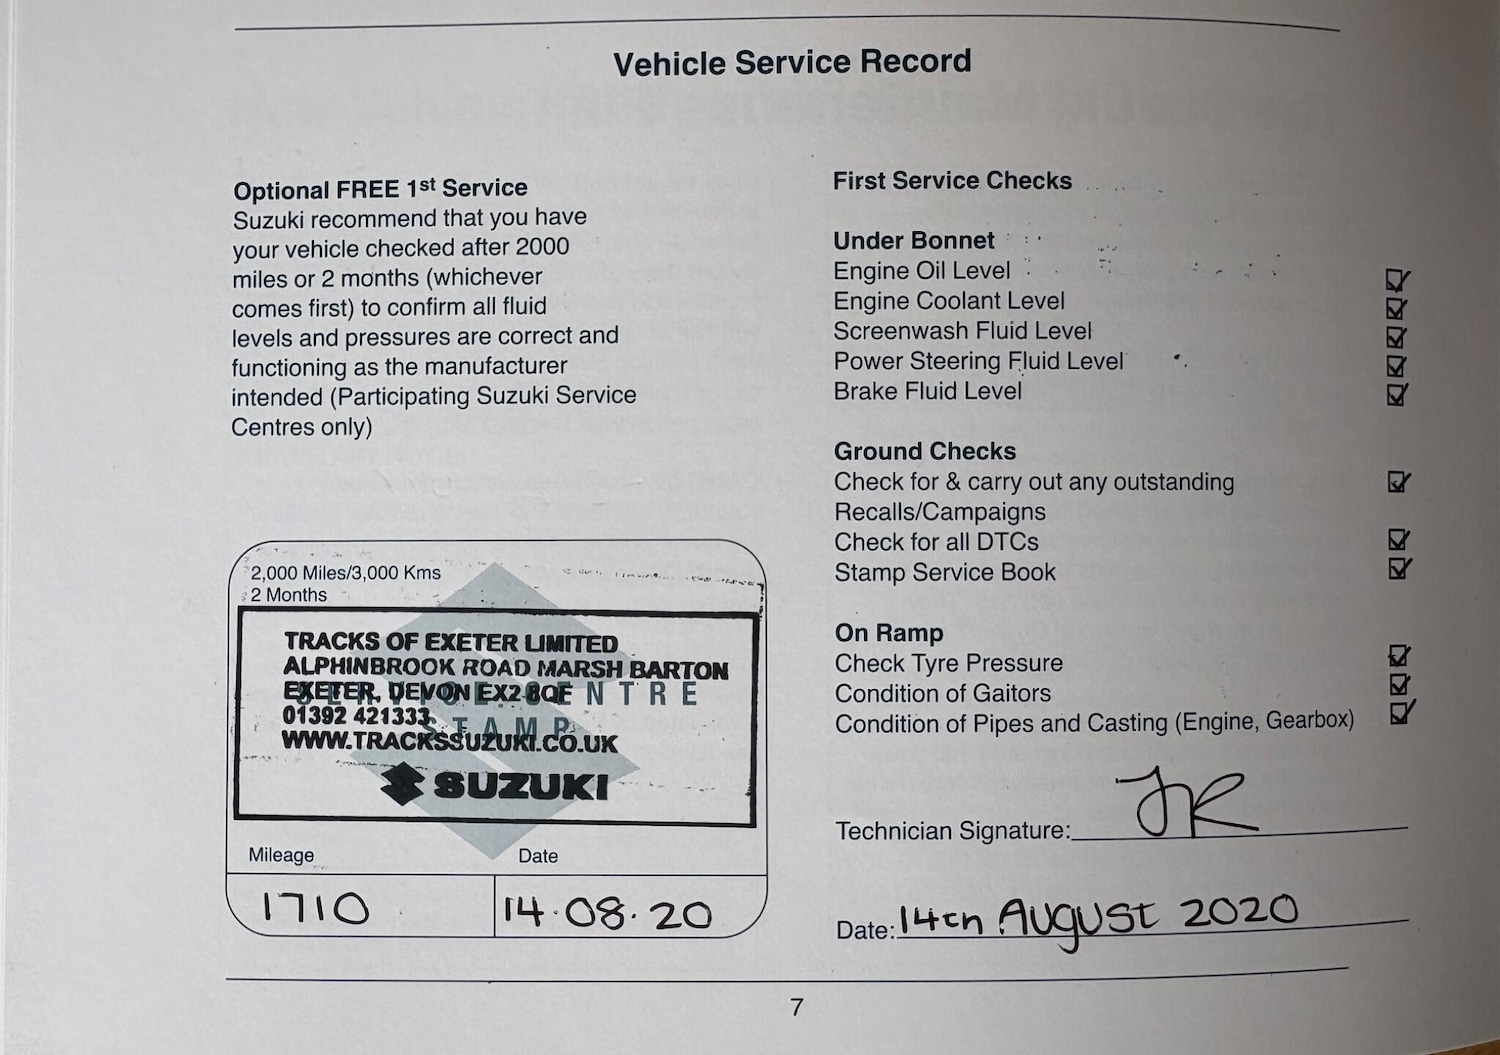 Vehicle Service Record
Optional FREE 1st Service
Suzuki recommend that you have
your vehicle checked after 2000
miles or 2 months (whichever
comes first) to confirm all fluid
levels and pressures are correct and
functioning as the manufacturer
intended (Participating Suzuki Service
Centres only)
2,000 Miles/3,000 Kms
2 Months
SERVICE CENTRE
STAMP
TRACKS OF EXETER LIMITED
ALPHINBROOK ROAD MARSH BARTON
EXETER, DEVON EX2 8QF
01392 421333
WWW.TRACKSSUZUKI.CO.UK
SUZUKI
Mileage Date
1710 14.08.20
First Service Checks
Under Bonnet
Engine Oil Level
Engine Coolant Level
Screenwash Fluid Level
Power Steering Fluid Level
Brake Fluid Level
Ground Checks
Check for & carry out any outstanding
Recalls/Campaigns
Check for all DTCs
Stamp Service Book
On Ramp
Check Tyre Pressure
Condition of Gaitors
Condition of Pipes and Casting (Engine, Gearbox)
Technician Signature: JR
Date: 14th AUGUST 2020
7